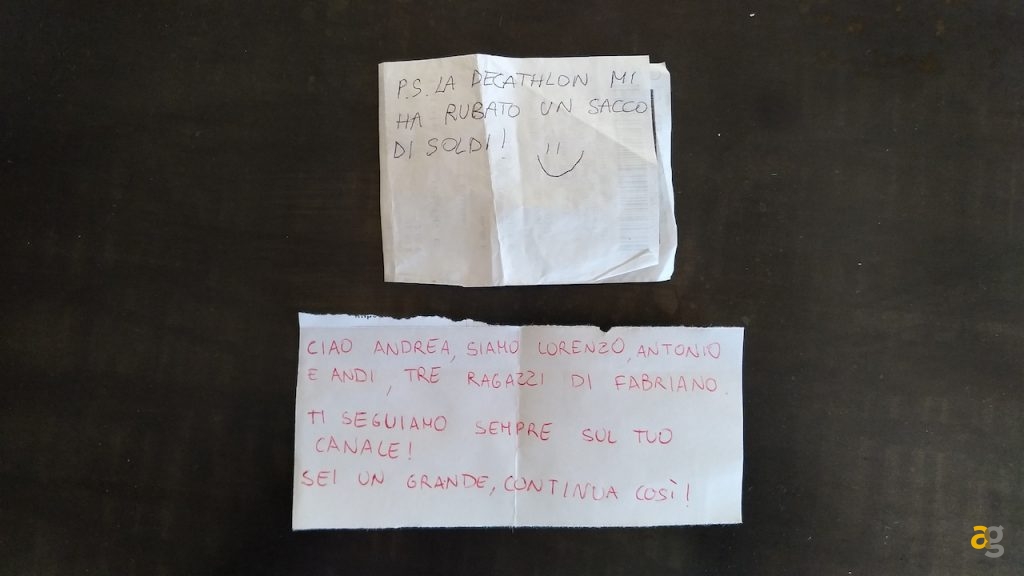 P.S. LA DECATHLON MI
HA RUBATO UN SACCO
DI SOLDI!
CIAO ANDREA, SIAMO LORENZO, ANTONIO
E ANDI, TRE RAGAZZI DI FABRIANO.
TI SEGUIAMO SEMPRE SUL TUO
CANALE!
SEI UN GRANDE, CONTINUA COSÌ!
ag